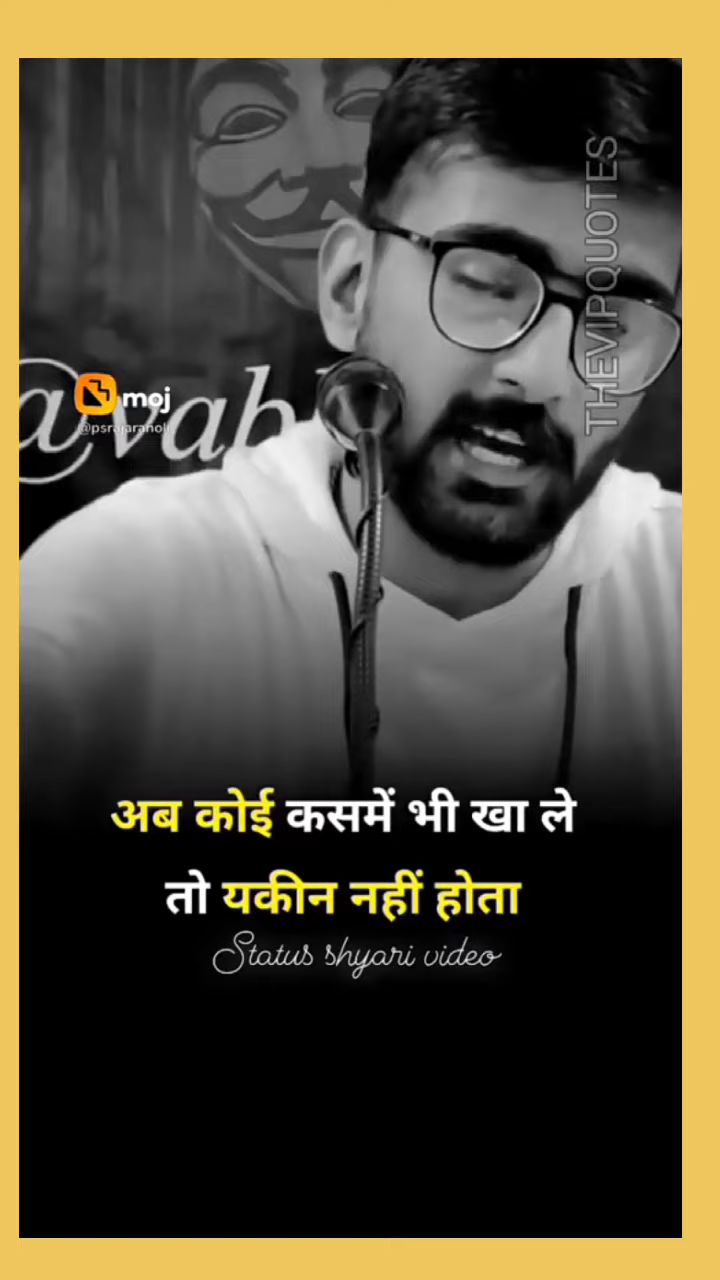 THEVIPQUOTES
moj
अब कोई कसमें भी खा ले
तो यकीन नहीं होता
Status shyari video